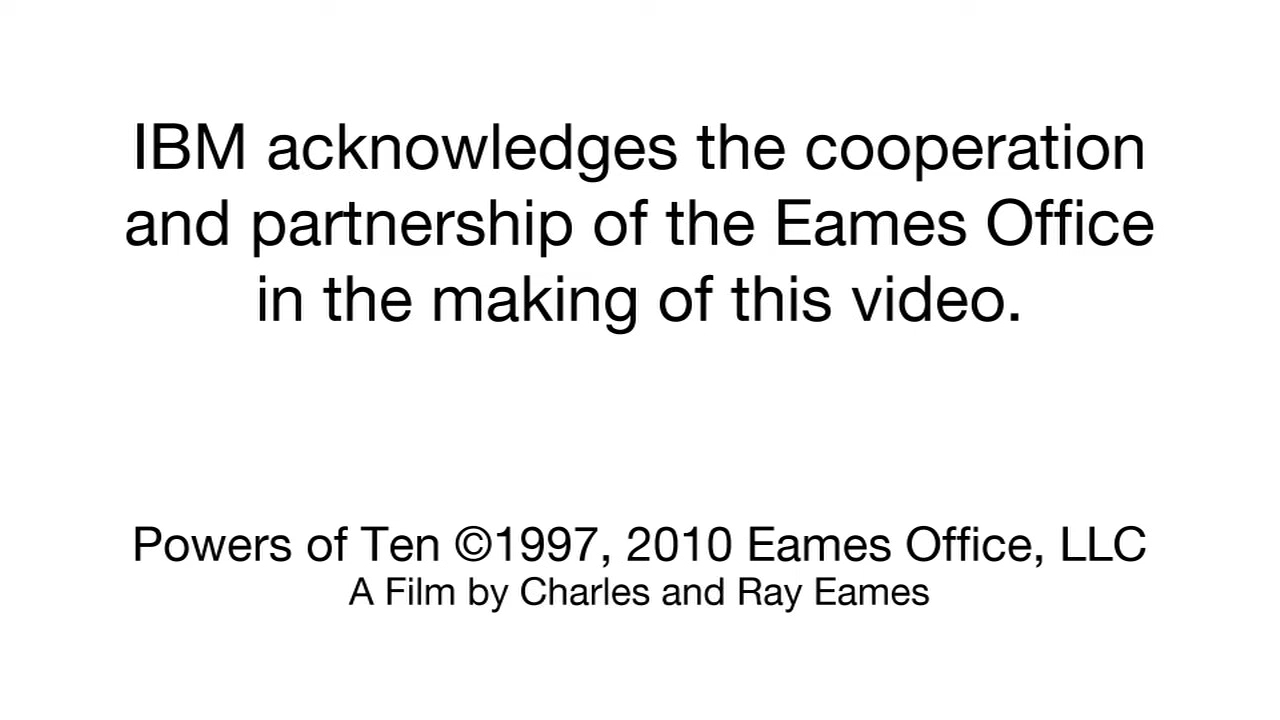 IBM acknowledges the cooperation
and partnership of the Eames Office
in the making of this video.
Powers of Ten ©1997, 2010 Eames Office, LLC
A Film by Charles and Ray Eames